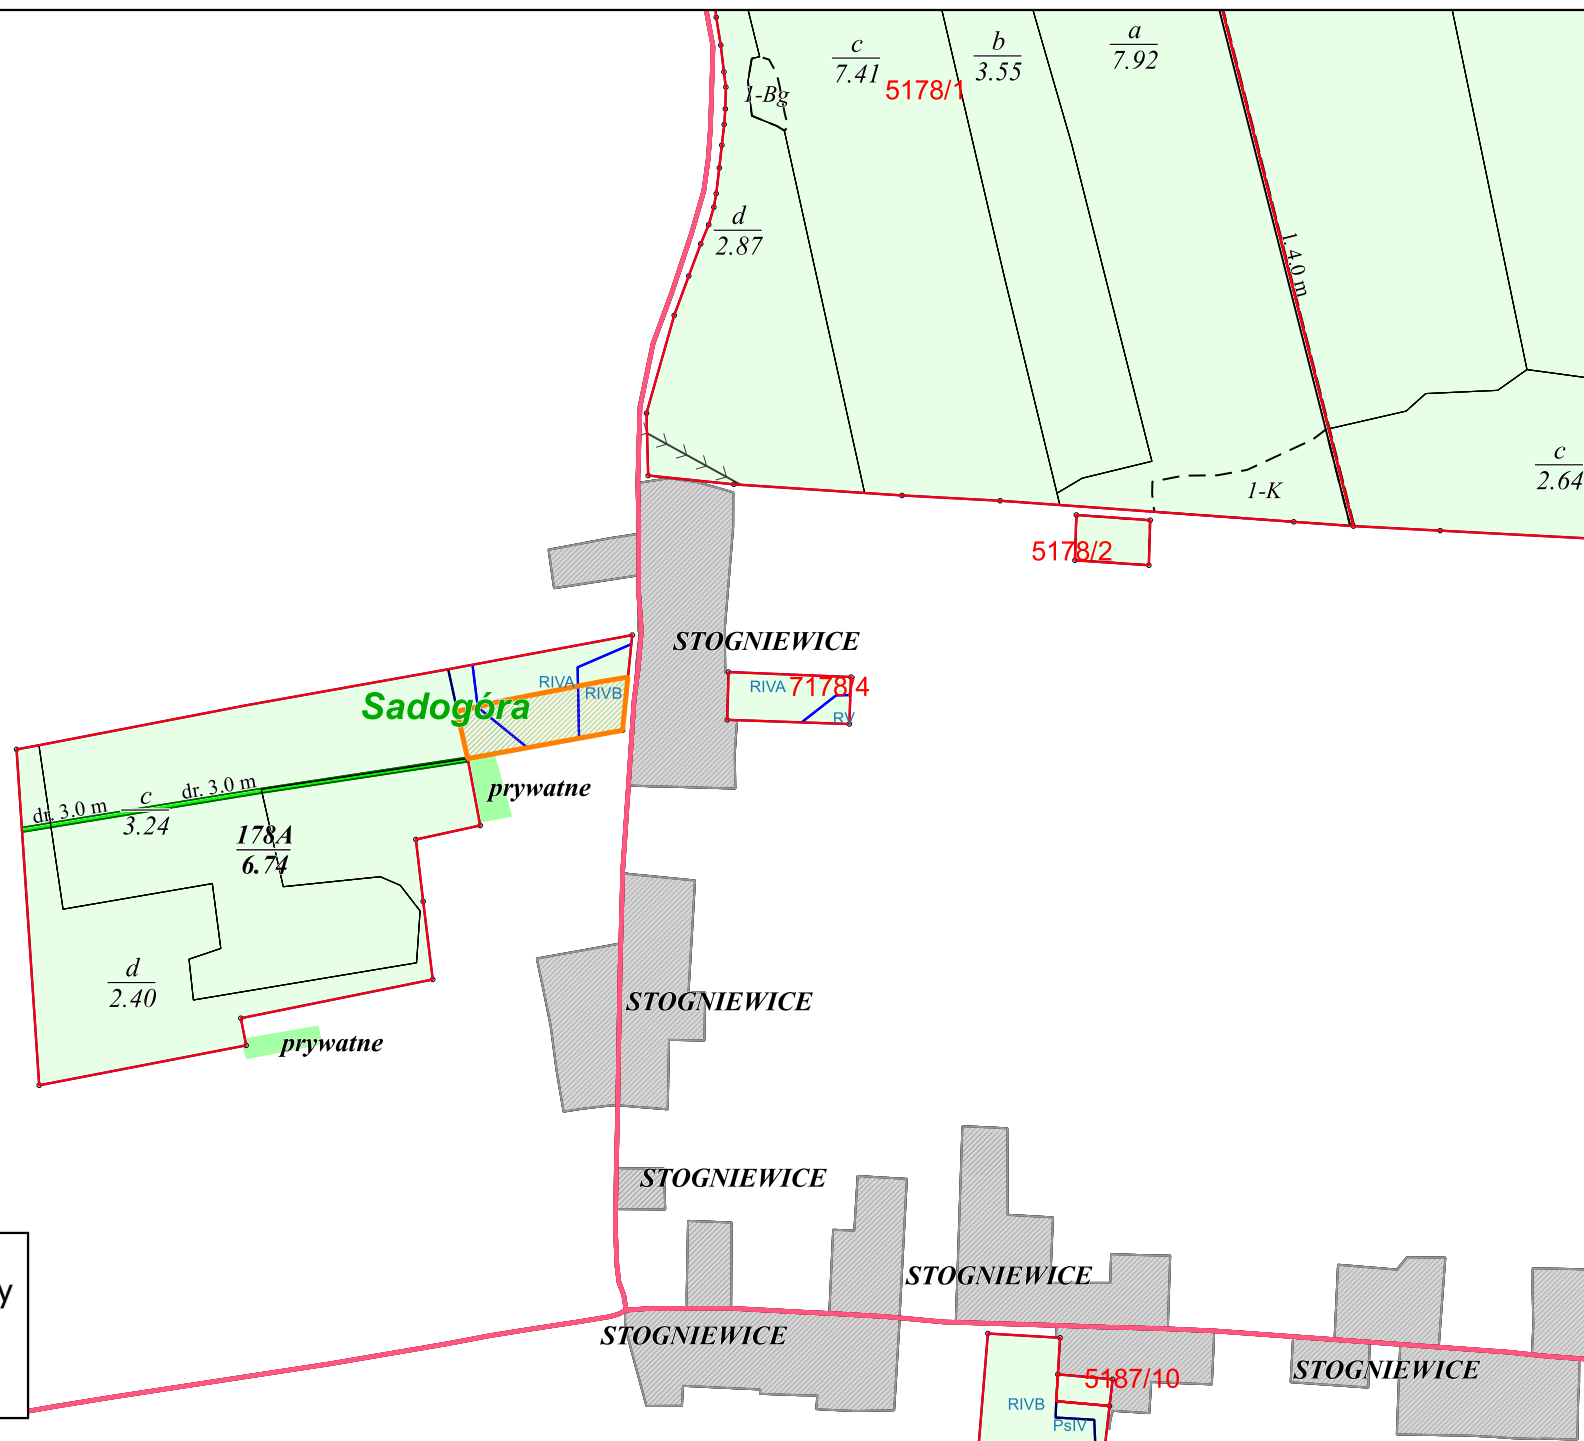 c
7.41
b
3.55
a
7.92
5178/1
1-Bg
d
2.87
l. 4.0 m
c
2.64
1-K
5178/2
STOGNIEWICE
RIVA
RIVB
Sadogóra
RIVA
7178/4
RV
prywatne
dr. 3.0 m
dr. 3.0 m
c
3.24
178A
6.74
d
2.40
STOGNIEWICE
prywatne
STOGNIEWICE
STOGNIEWICE
y
STOGNIEWICE
STOGNIEWICE
5187/10
RIVB
PsIV